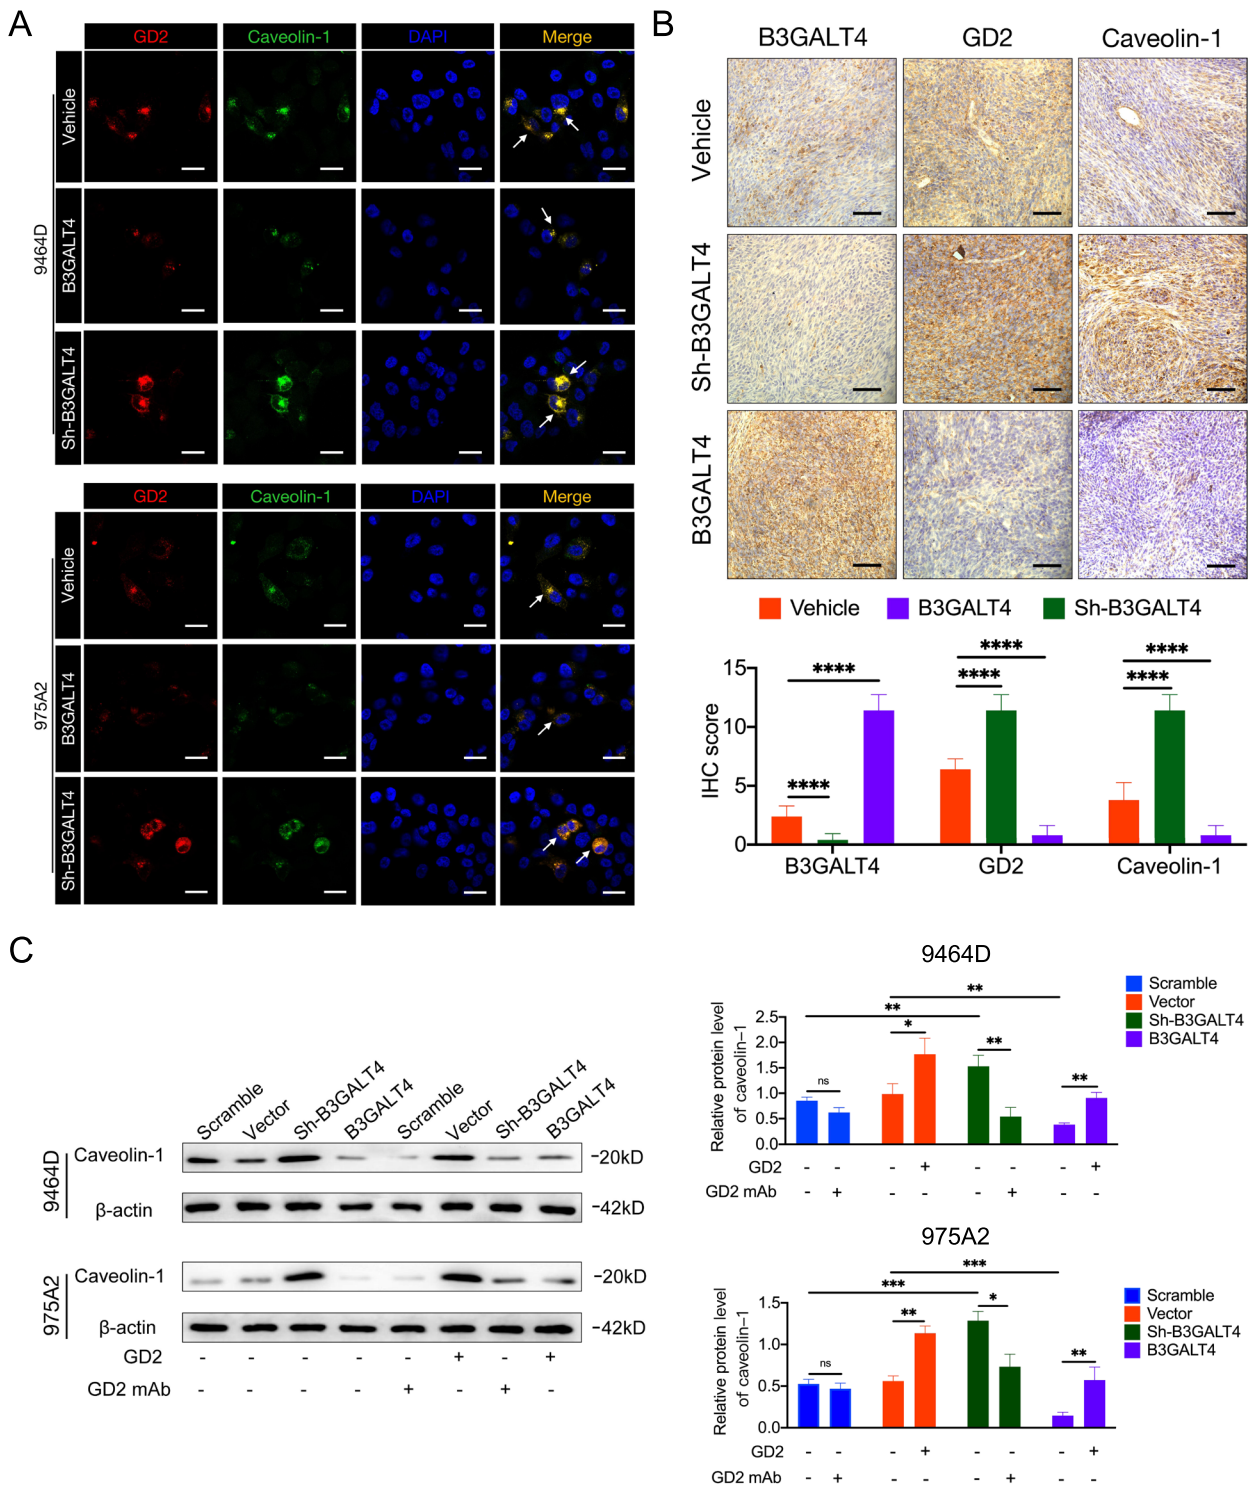 A
GD2 Caveolin-1 DAPI Merge
9464D
Vehicle
B3GALT4
Sh-B3GALT4
GD2 Caveolin-1 DAPI Merge
975A2
Vehicle
B3GALT4
Sh-B3GALT4
B
B3GALT4 GD2 Caveolin-1
Vehicle
Sh-B3GALT4
B3GALT4
Vehicle B3GALT4 Sh-B3GALT4
IHC score
15
10
5
0
**** **** **** **** **** ****
B3GALT4 GD2 Caveolin-1
C
Scramble Vector Sh-B3GALT4 B3GALT4 Scramble Vector Sh-B3GALT4 B3GALT4
9464D
Caveolin-1 -20kD
β-actin -42kD
975A2
Caveolin-1 -20kD
β-actin -42kD
GD2 - - - - - + - +
GD2 mAb - - - - + - + -
9464D
Scramble
Vector
Sh-B3GALT4
B3GALT4
Relative protein level
of caveolin-1
2.5
2.0
1.5
1.0
0.5
0.0
** ** ns * ** **
GD2 - - - + - - - +
GD2 mAb - + - - - + - -
975A2
Scramble
Vector
Sh-B3GALT4
B3GALT4
Relative protein level
of caveolin-1
1.5
1.0
0.5
0.0
*** *** ns ** * **
GD2 - - - + - - - +
GD2 mAb - + - - - + - -